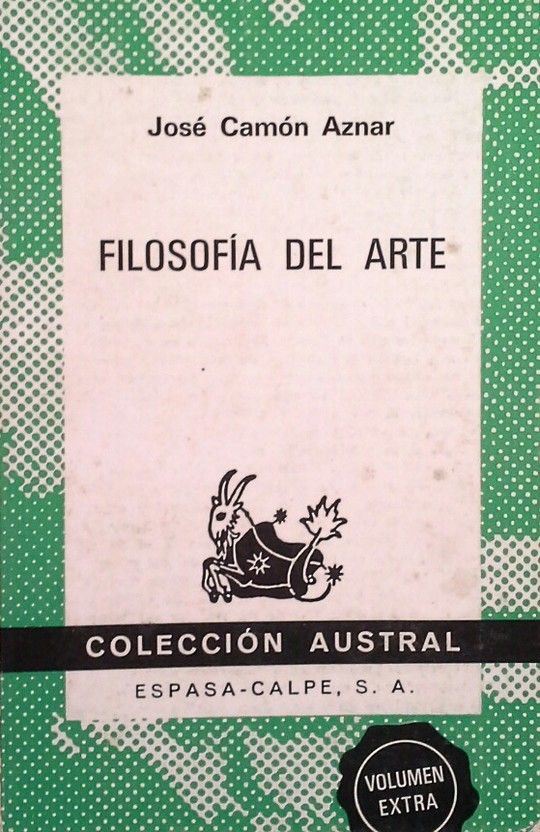 José Camón Aznar
FILOSOFÍA DEL ARTE
COLECCIÓN AUSTRAL
ESPASA-CALPE, S. A.
VOLUMEN
EXTRA